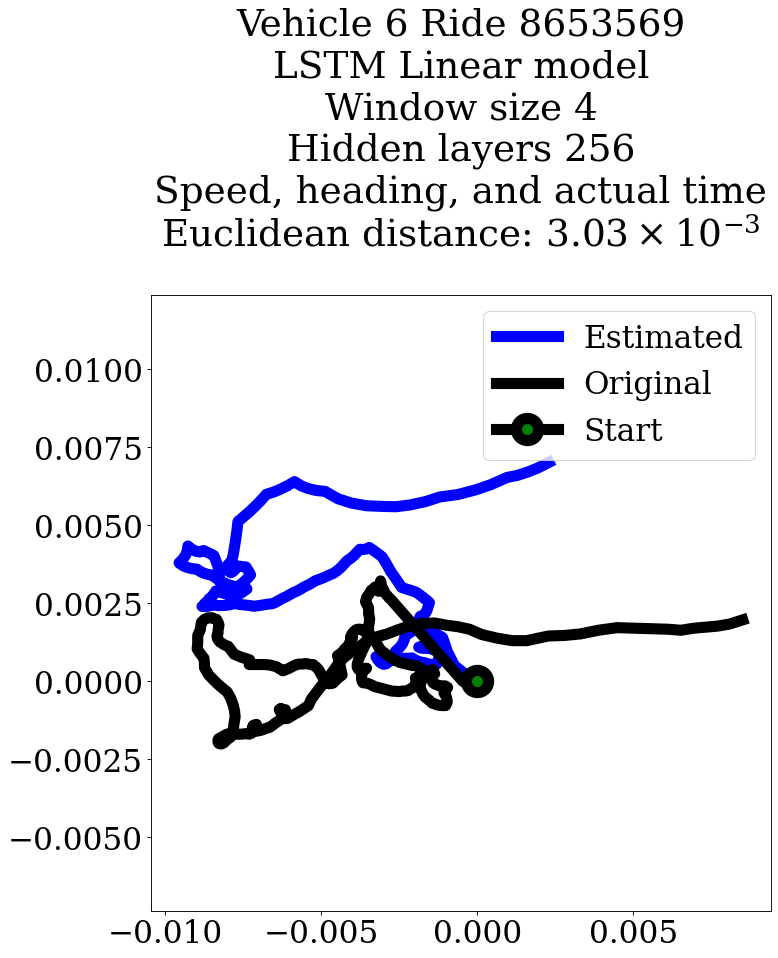 Vehicle 6 Ride 8653569
LSTM Linear model
Window size 4
Hidden layers 256
Speed, heading, and actual time
Euclidean distance: 3.03 × 10⁻³
Estimated
Original
Start
0.0100
0.0075
0.0050
0.0025
0.0000
−0.0025
−0.0050
−0.010 −0.005 0.000 0.005